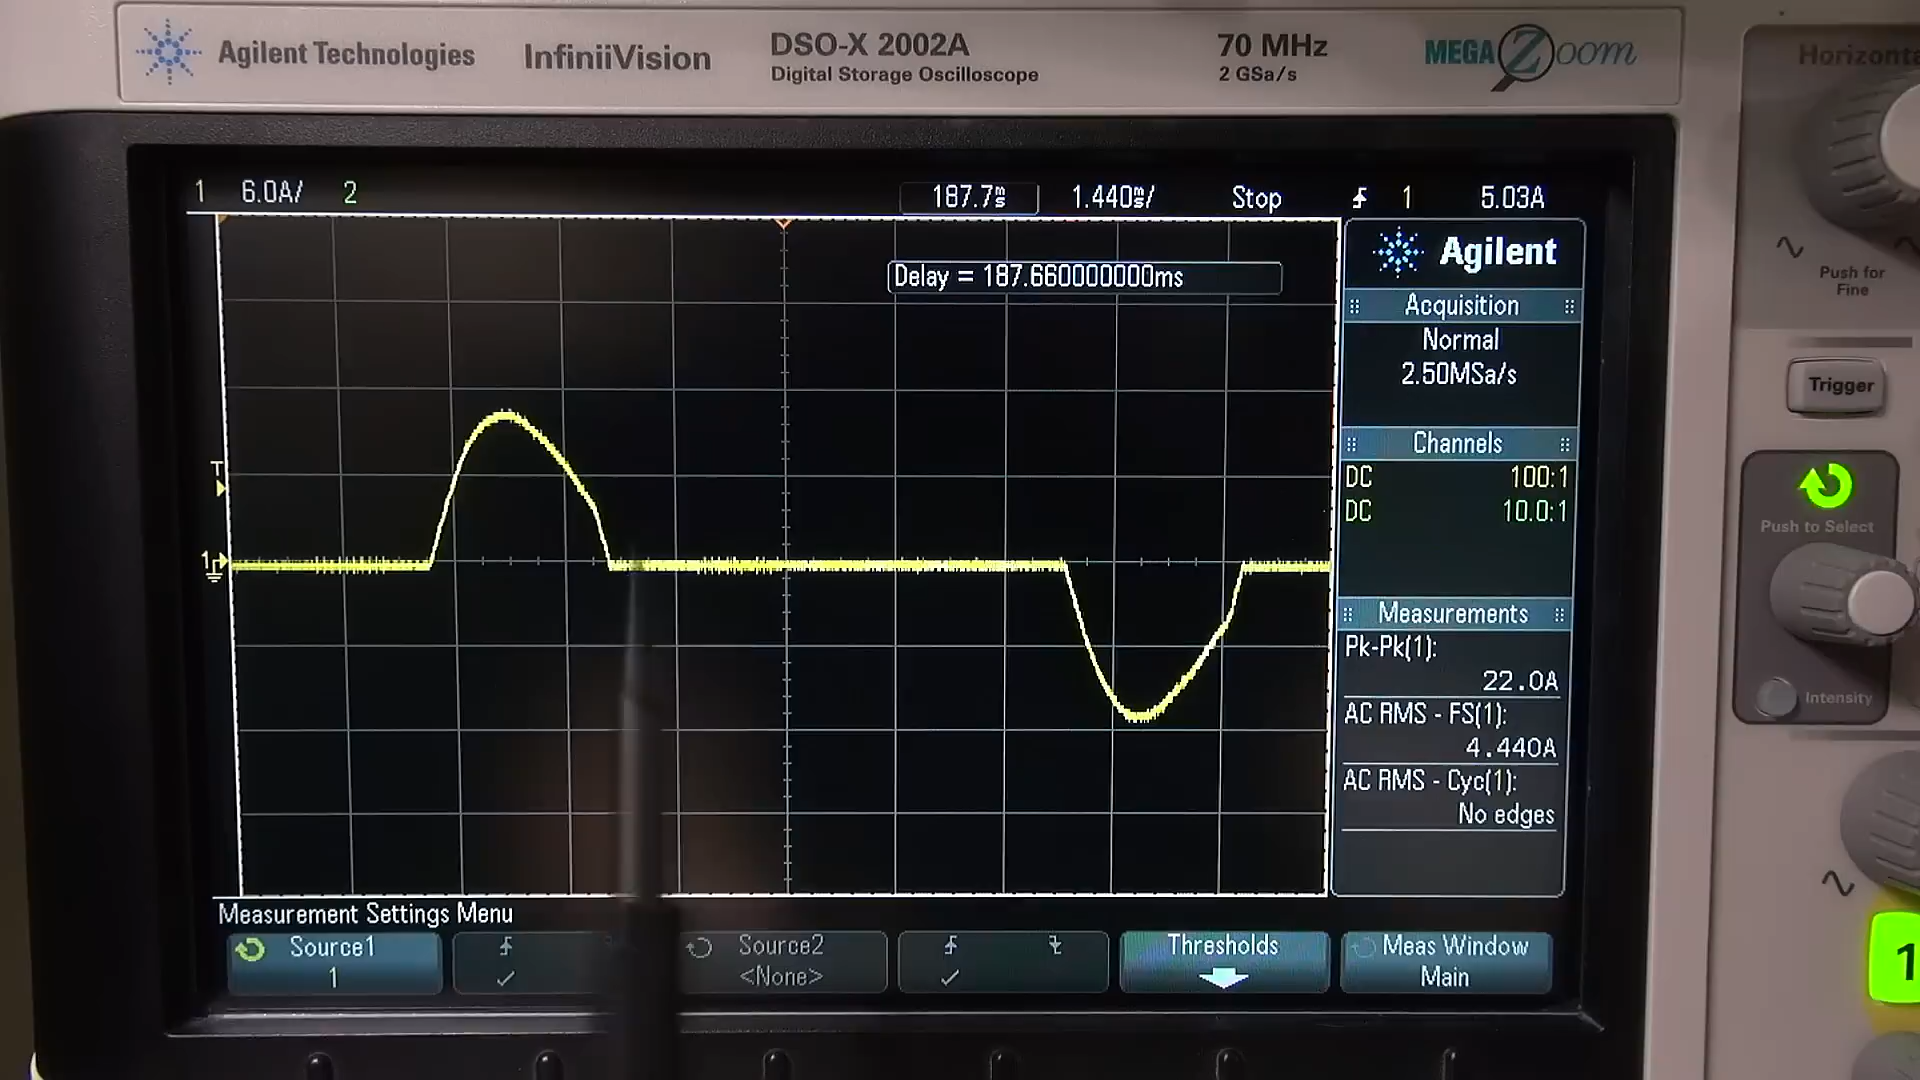 Agilent Technologies InfiniiVision DSO-X 2002A 70 MHz MEGA Zoom
Digital Storage Oscilloscope 2 GSa/s
Horizonta
1 6.0A/ 2 187.7ms 1.440ms/ Stop 1 5.03A
Agilent
Delay = 187.660000000ms
Push for
Fine
Acquisition
Normal
2.50MSa/s
Trigger
Channels
DC 100:1
DC 10.0:1
T
Push to Select
1
Measurements
Pk-Pk(1):
22.0A
Intensity
AC RMS - FS(1):
4.440A
AC RMS - Cyc(1):
No edges
Measurement Settings Menu
Source1 Source2 Thresholds Meas Window
1 <None> Main
1